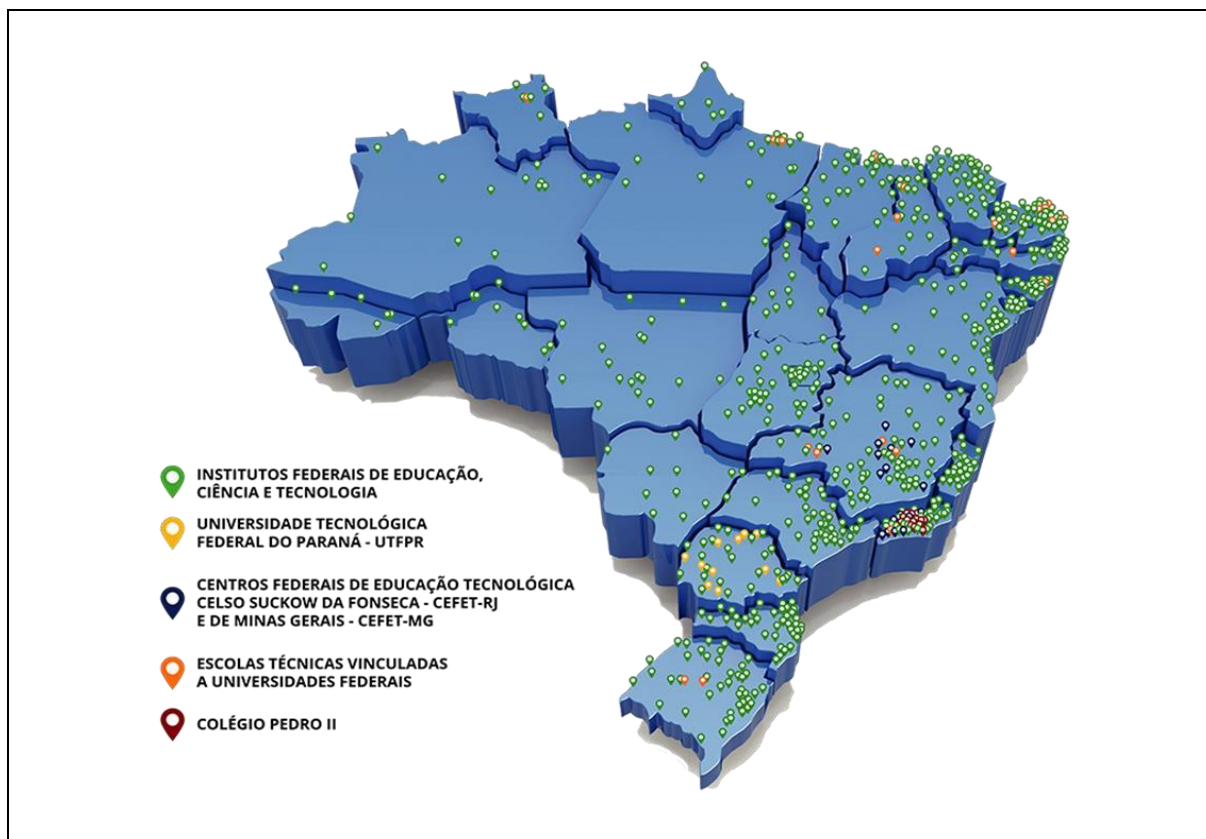 INSTITUTOS FEDERAIS DE EDUCAÇÃO,
CIÊNCIA E TECNOLOGIA
UNIVERSIDADE TECNOLÓGICA
FEDERAL DO PARANÁ - UTFPR
CENTROS FEDERAIS DE EDUCAÇÃO TECNOLÓGICA
CELSO SUCKOW DA FONSECA - CEFET-RJ
E DE MINAS GERAIS - CEFET-MG
ESCOLAS TÉCNICAS VINCULADAS
A UNIVERSIDADES FEDERAIS
COLÉGIO PEDRO II